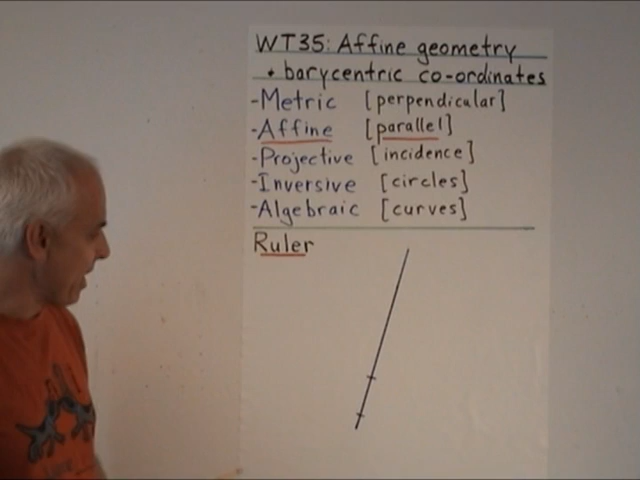 WT35: Affine geometry
+ barycentric co-ordinates
-Metric [perpendicular]
-Affine [parallel]
-Projective [incidence]
-Inversive [circles]
-Algebraic [curves]
Ruler